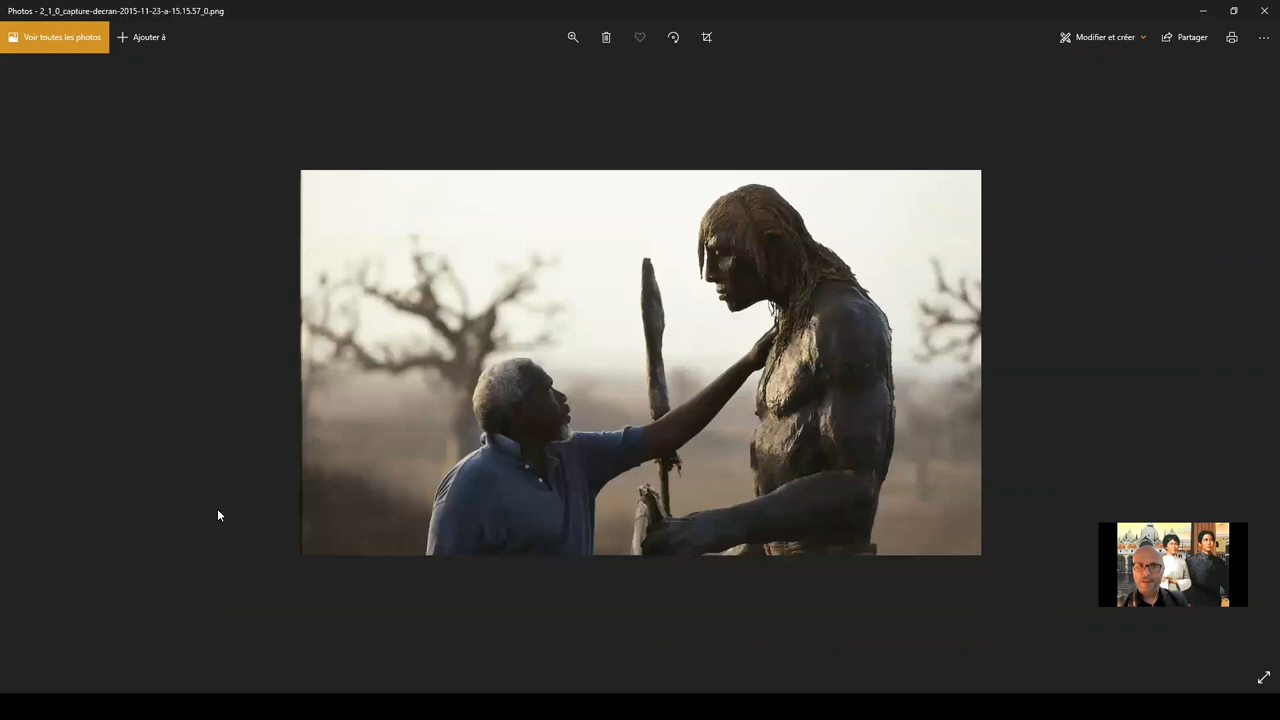 Photos - 2_1_0_capture-decran-2015-11-23-a-15.15.57_0.png
Voir toutes les photos
Ajouter à
Modifier et créer
Partager